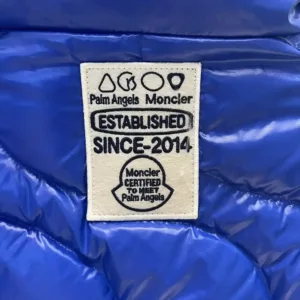 Palm Angels Moncler
ESTABLISHED
SINCE-2014
Moncler
CERTIFIED
TO MEET
Palm Angels